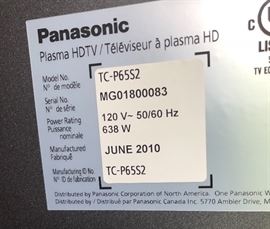 Panasonic
Plasma HDTV / Téléviseur à plasma HD
Model No.
Nº de modèle
TC-P65S2
Serial No.
Nº de série
MG01800083
Power Rating
Puissance
nominale
120 V~ 50/60 Hz
638 W
Manufactured
Fabriqué
JUNE 2010
Manufacturing ID No.
Nº ID de fabrication
TC-P65S2
Distributed by Panasonic Corporation of North America. One Panasonic W
Distribué par Panasonic Canada Inc. 5770 Ambler Drive, M
C
LIS
TV EQ